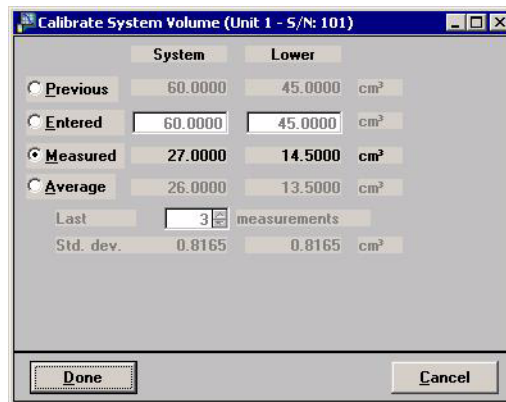 Calibrate System Volume (Unit 1 - S/N: 101)
System Lower
Previous 60.0000 45.0000 cm³
Entered 60.0000 45.0000 cm³
Measured 27.0000 14.5000 cm³
Average 26.0000 13.5000 cm³
Last 3 measurements
Std. dev. 0.8165 0.8165 cm³
Done Cancel